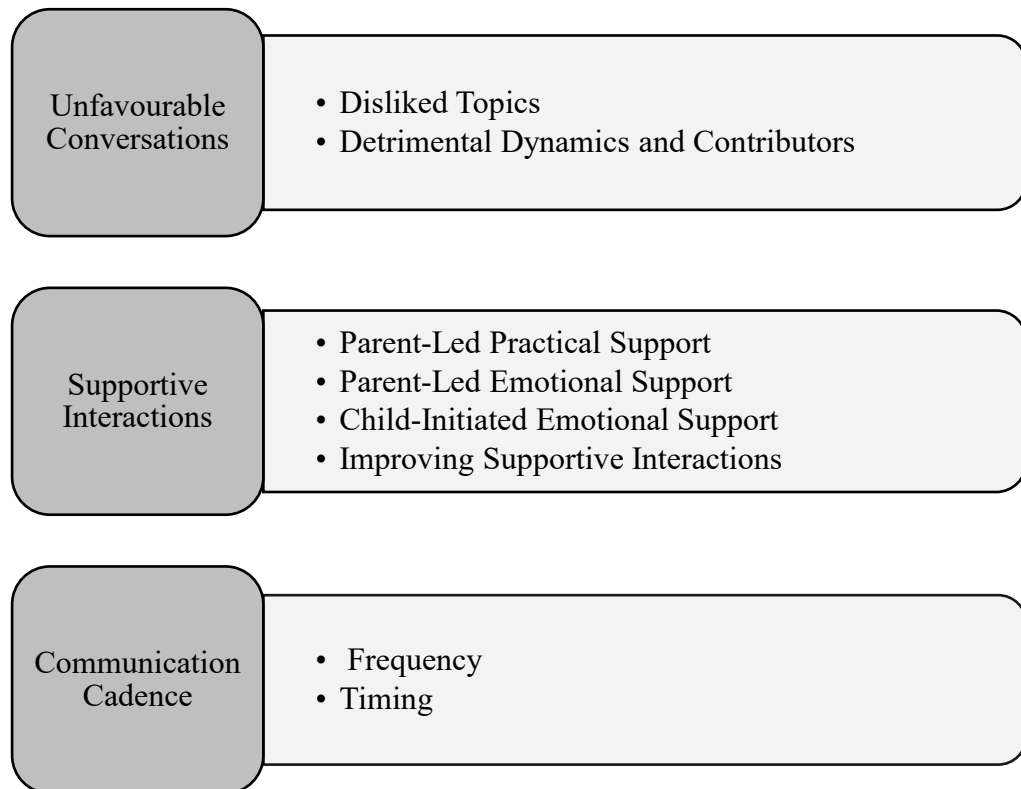 Unfavourable
Conversations
• Disliked Topics
• Detrimental Dynamics and Contributors
Supportive
Interactions
• Parent-Led Practical Support
• Parent-Led Emotional Support
• Child-Initiated Emotional Support
• Improving Supportive Interactions
Communication
Cadence
• Frequency
• Timing